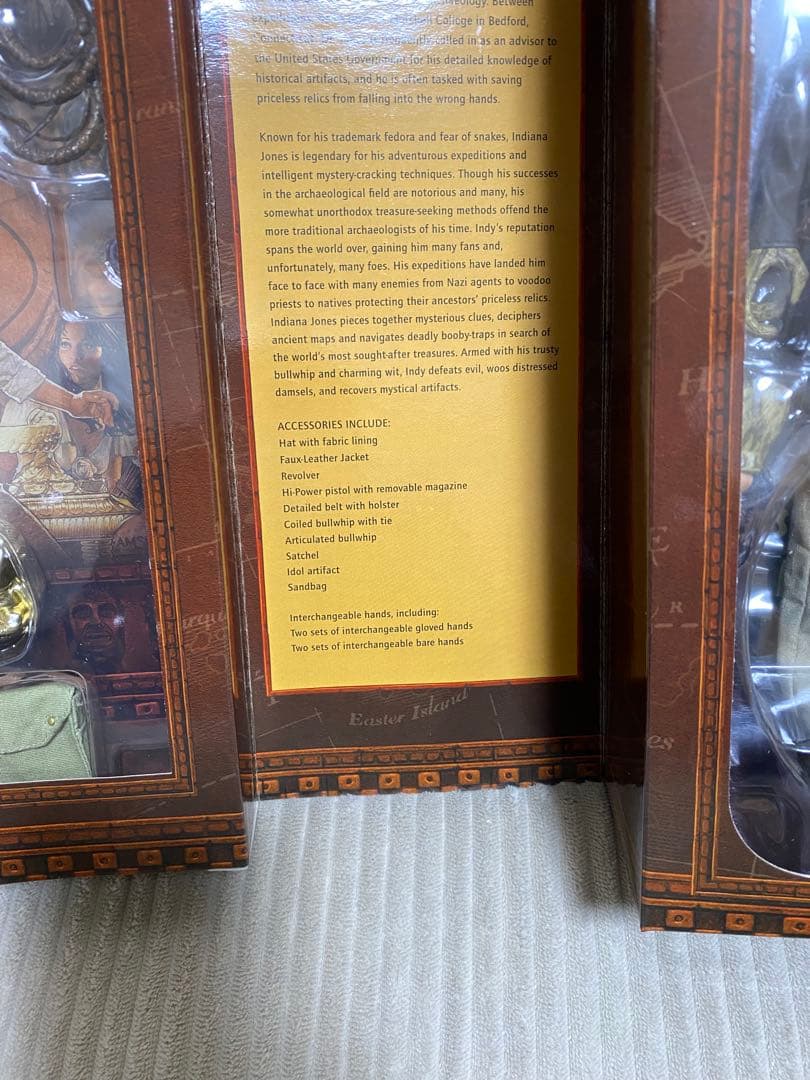 Between
College in Bedford,
called in as an advisor to
the United States Government for his detailed knowledge of
historical artifacts, and he is often tasked with saving
priceless relics from falling into the wrong hands.
Known for his trademark fedora and fear of snakes, Indiana
Jones is legendary for his adventurous expeditions and
intelligent mystery-cracking techniques. Though his successes
in the archaeological field are notorious and many, his
somewhat unorthodox treasure-seeking methods offend the
more traditional archaeologists of his time. Indy's reputation
spans the world over, gaining him many fans and,
unfortunately, many foes. His expeditions have landed him
face to face with many enemies from Nazi agents to voodoo
priests to natives protecting their ancestors' priceless relics.
Indiana Jones pieces together mysterious clues, deciphers
ancient maps and navigates deadly booby-traps in search of
the world's most sought-after treasures. Armed with his trusty
bullwhip and charming wit, Indy defeats evil, woos distressed
damsels, and recovers mystical artifacts.
ACCESSORIES INCLUDE:
Hat with fabric lining
Faux-Leather Jacket
Revolver
Hi-Power pistol with removable magazine
Detailed belt with holster
Coiled bullwhip with tie
Articulated bullwhip
Satchel
Idol artifact
Sandbag
Interchangeable hands, including:
Two sets of interchangeable gloved hands
Two sets of interchangeable bare hands
Easter Island